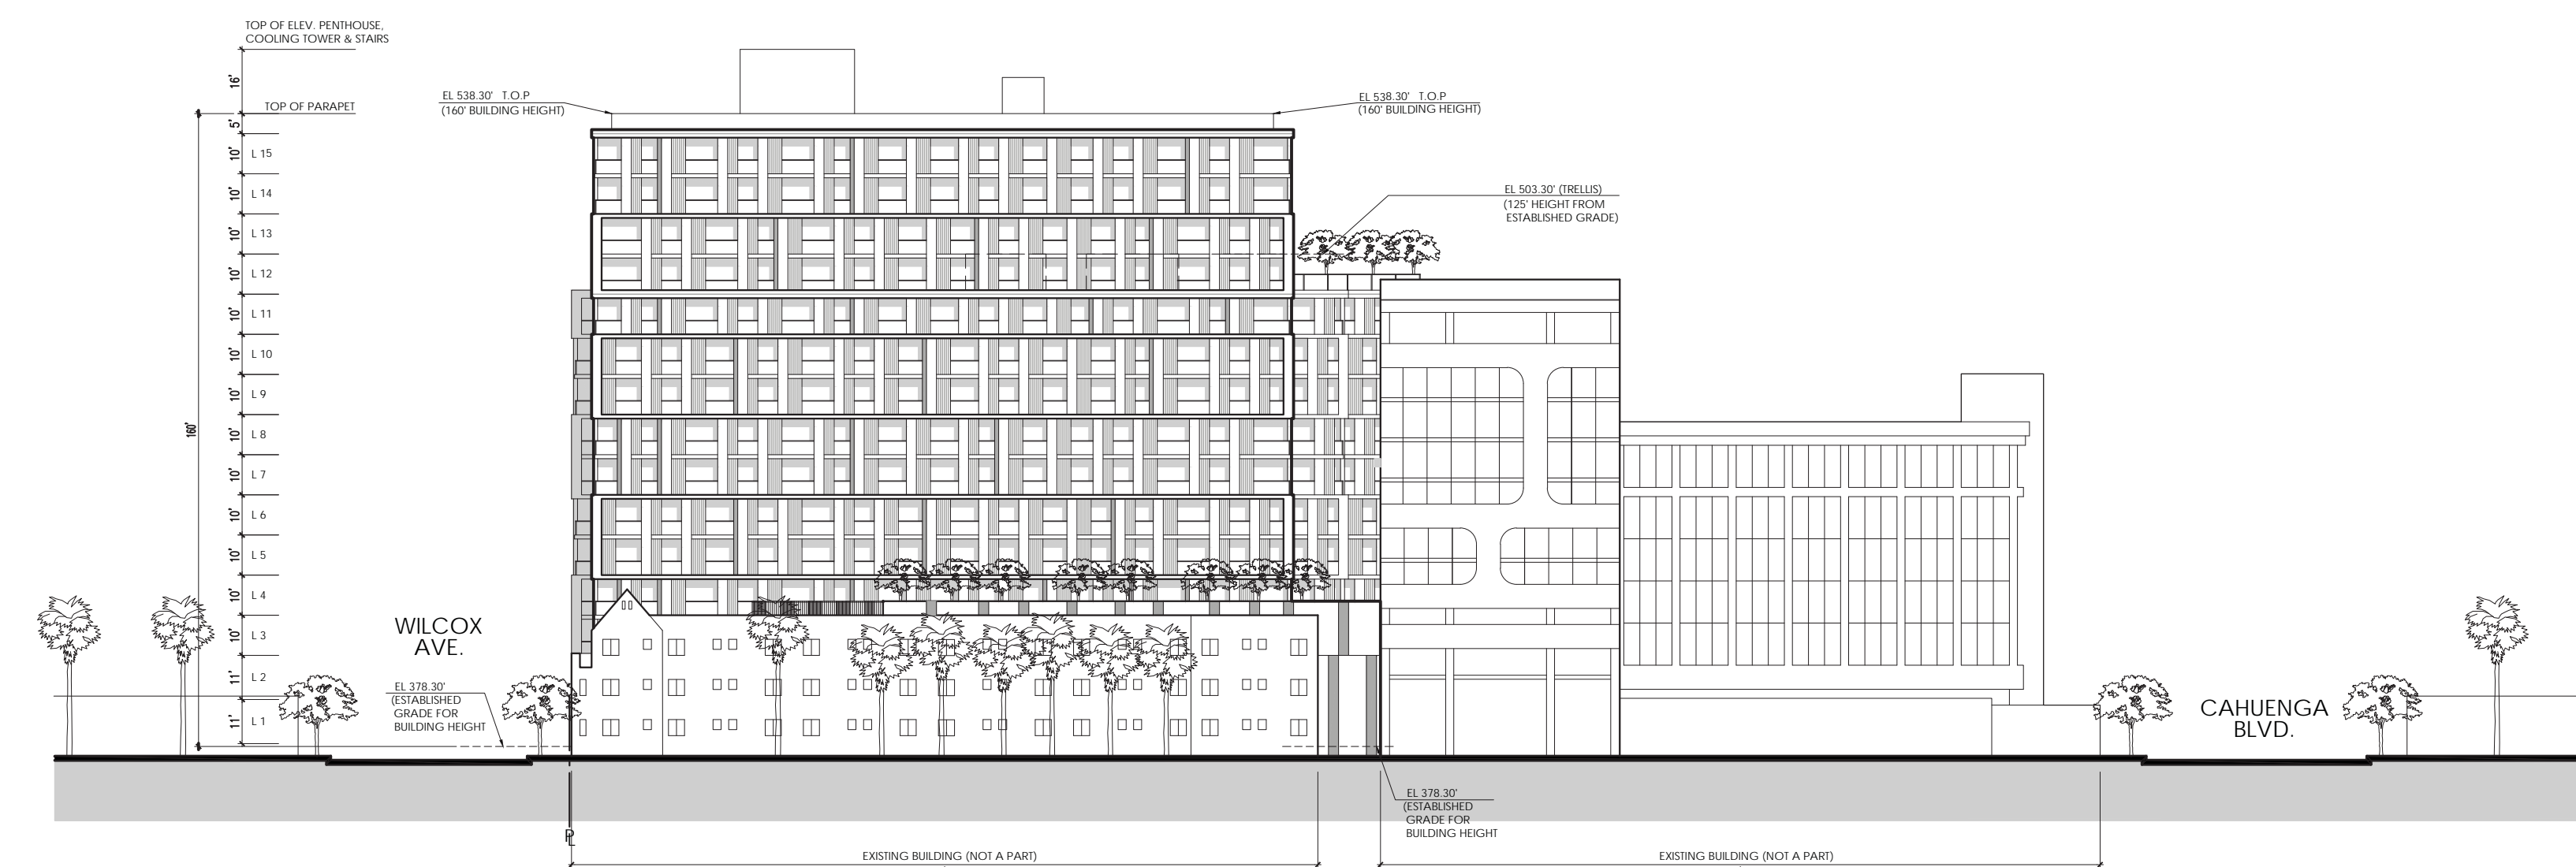 TOP OF ELEV. PENTHOUSE,
COOLING TOWER & STAIRS
16'
TOP OF PARAPET
5'
10'
L 15
10'
L 14
10'
L 13
10'
L 12
10'
L 11
10'
L 10
10'
L 9
10'
L 8
10'
L 7
10'
L 6
10'
L 5
10'
L 4
10'
L 3
11'
L 2
11'
L 1
160'
EL 538.30' T.O.P
(160' BUILDING HEIGHT)
EL 538.30' T.O.P
(160' BUILDING HEIGHT)
EL 503.30' (TRELLIS)
(125' HEIGHT FROM
ESTABLISHED GRADE)
WILCOX
AVE.
EL 378.30'
(ESTABLISHED
GRADE FOR
BUILDING HEIGHT
CAHUENGA
BLVD.
EL 378.30'
(ESTABLISHED
GRADE FOR
BUILDING HEIGHT
PL
EXISTING BUILDING (NOT A PART)
EXISTING BUILDING (NOT A PART)